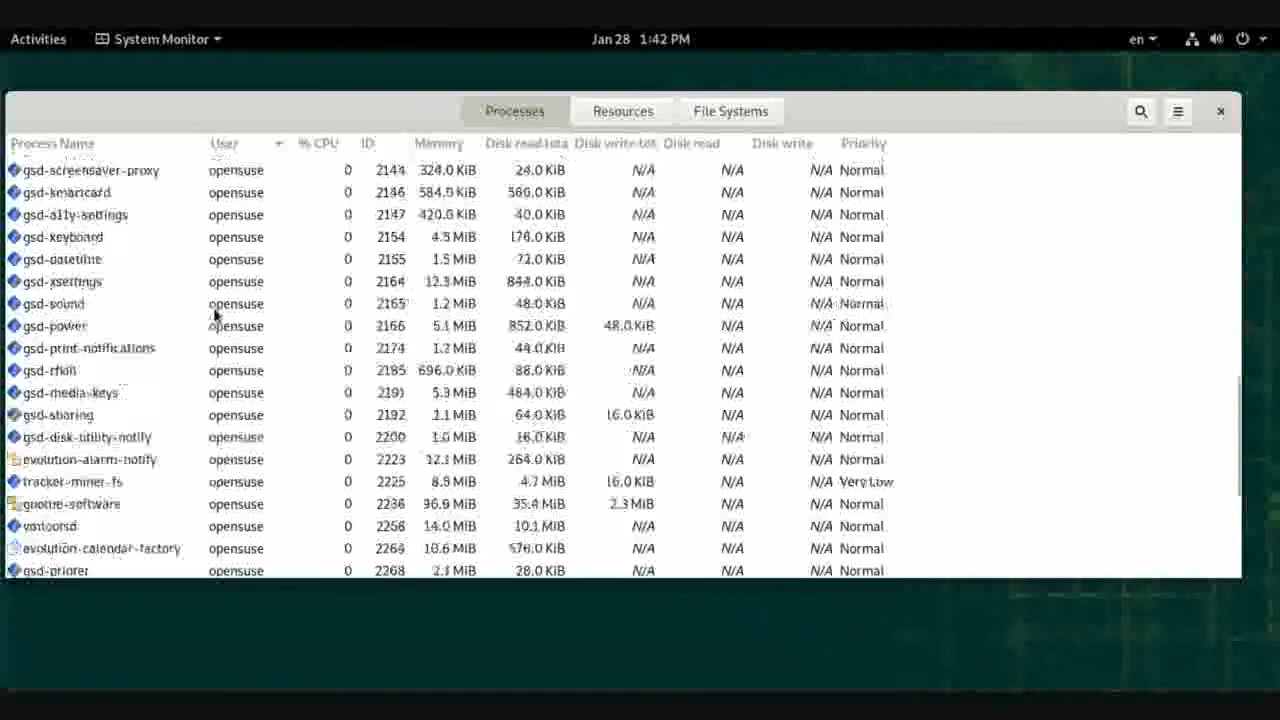 Activities System Monitor Jan 28 1:42 PM en
Processes Resources File Systems
Process Name User % CPU ID Memory Disk read tota Disk write tot Disk read Disk write Priority
gsd-screensaver-proxy opensuse 0 2144 324.0 KiB 24.0 KiB N/A N/A N/A Normal
gsd-smartcard opensuse 0 2146 584.0 KiB 560.0 KiB N/A N/A N/A Normal
gsd-a11y-settings opensuse 0 2147 420.0 KiB 40.0 KiB N/A N/A N/A Normal
gsd-keyboard opensuse 0 2154 4.5 MiB 176.0 KiB N/A N/A N/A Normal
gsd-datetime opensuse 0 2155 1.5 MiB 72.0 KiB N/A N/A N/A Normal
gsd-xsettings opensuse 0 2164 12.3 MiB 844.0 KiB N/A N/A N/A Normal
gsd-sound opensuse 0 2165 1.2 MiB 48.0 KiB N/A N/A N/A Normal
gsd-power opensuse 0 2166 5.1 MiB 852.0 KiB 48.0 KiB N/A N/A Normal
gsd-print-notifications opensuse 0 2174 1.2 MiB 44.0 KiB N/A N/A N/A Normal
gsd-rfkill opensuse 0 2185 696.0 KiB 88.0 KiB N/A N/A N/A Normal
gsd-media-keys opensuse 0 2191 5.3 MiB 484.0 KiB N/A N/A N/A Normal
gsd-sharing opensuse 0 2192 1.1 MiB 64.0 KiB 16.0 KiB N/A N/A Normal
gsd-disk-utility-notify opensuse 0 2200 1.0 MiB 16.0 KiB N/A N/A N/A Normal
evolution-alarm-notify opensuse 0 2223 12.1 MiB 264.0 KiB N/A N/A N/A Normal
tracker-miner-fs opensuse 0 2225 8.9 MiB 4.7 MiB 16.0 KiB N/A N/A Very Low
gnome-software opensuse 0 2236 96.9 MiB 35.4 MiB 2.3 MiB N/A N/A Normal
vmtoolsd opensuse 0 2256 14.0 MiB 10.1 MiB N/A N/A N/A Normal
evolution-calendar-factory opensuse 0 2264 10.6 MiB 576.0 KiB N/A N/A N/A Normal
gsd-printer opensuse 0 2268 2.1 MiB 28.0 KiB N/A N/A N/A Normal